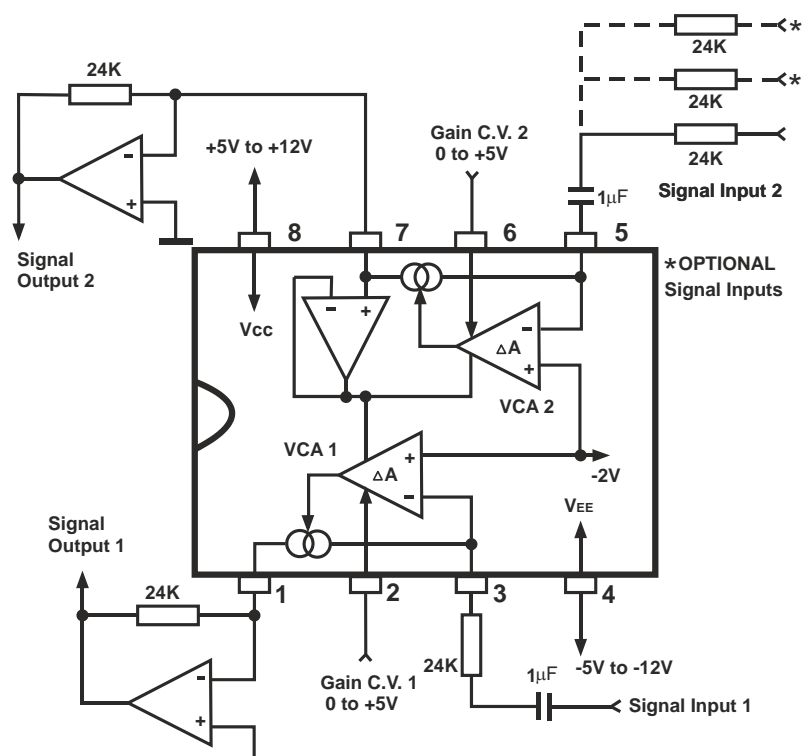 24K
✱
24K
✱
24K
24K
Gain C.V. 2
0 to +5V
+5V to +12V
-
+
1μF
Signal Input 2
Signal
Output 2
8
7
6
5
✱OPTIONAL
Signal Inputs
Vcc
-
+
-
ΔA
+
VCA 2
VCA 1
+
ΔA
-
-2V
VEE
Signal
Output 1
1
2
3
4
24K
24K
-5V to -12V
-
+
Gain C.V. 1
0 to +5V
1μF
Signal Input 1